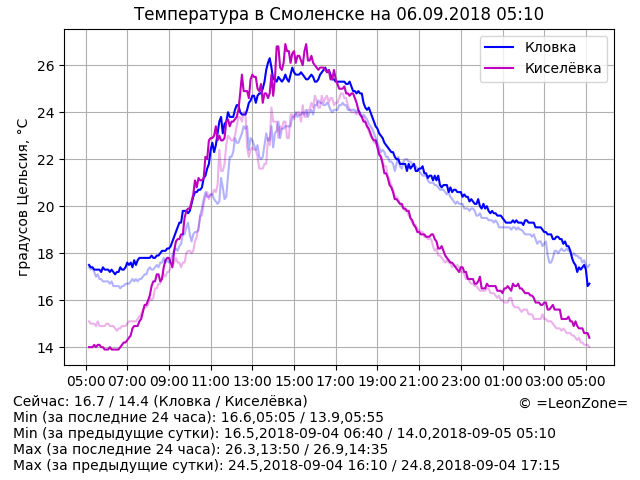 Температура в Смоленске на 06.09.2018 05:10
Кловка
Киселёвка
градусов Цельсия, °C
26
24
22
20
18
16
14
05:00 07:00 09:00 11:00 13:00 15:00 17:00 19:00 21:00 23:00 01:00 03:00 05:00
Сейчас: 16.7 / 14.4 (Кловка / Киселёвка)
© =LeonZone=
Min (за последние 24 часа): 16.6,05:05 / 13.9,05:55
Min (за предыдущие сутки): 16.5,2018-09-04 06:40 / 14.0,2018-09-05 05:10
Max (за последние 24 часа): 26.3,13:50 / 26.9,14:35
Max (за предыдущие сутки): 24.5,2018-09-04 16:10 / 24.8,2018-09-04 17:15